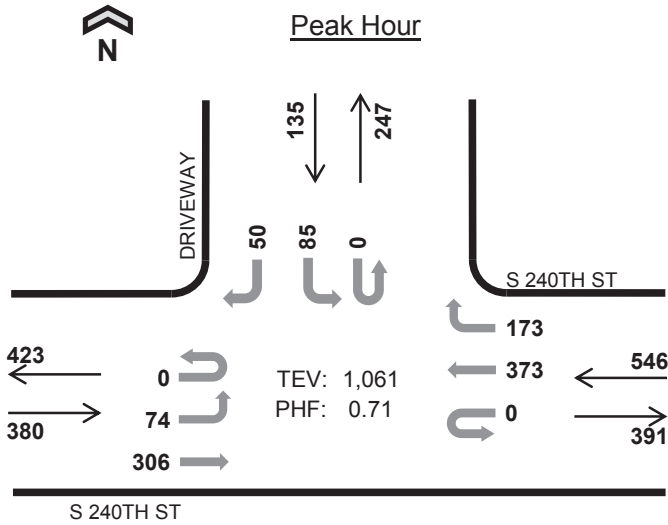 Peak Hour
N
135
247
DRIVEWAY
50
85
0
S 240TH ST
173
423
373
546
0
TEV: 1,061
0
380
74
PHF: 0.71
391
306
S 240TH ST